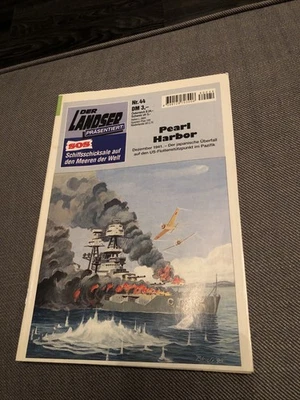 DER
LANDSER
PRÄSENTIERT
SOS
Schiffsschicksale auf
den Meeren der Welt
Nr. 44
DM 3,–
Pearl
Harbor
Dezember 1941 – Der japanische Überfall
auf den US-Flottenstützpunkt im Pazifik